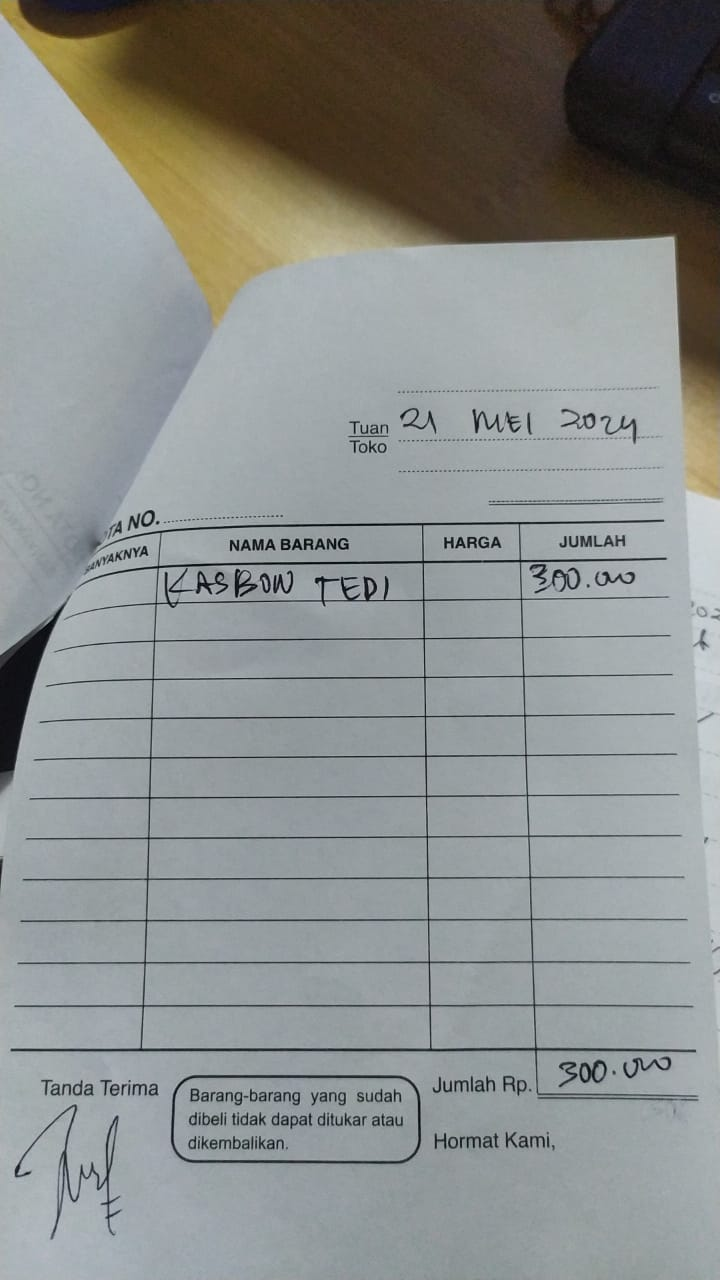 Tuan
Toko
21 MEI 2024
TA NO.
ANYAKNYA NAMA BARANG HARGA JUMLAH
KASBON TEDI 300.000
Tanda Terima
Barang-barang yang sudah
dibeli tidak dapat ditukar atau
dikembalikan.
Jumlah Rp. 300.000
Hormat Kami,